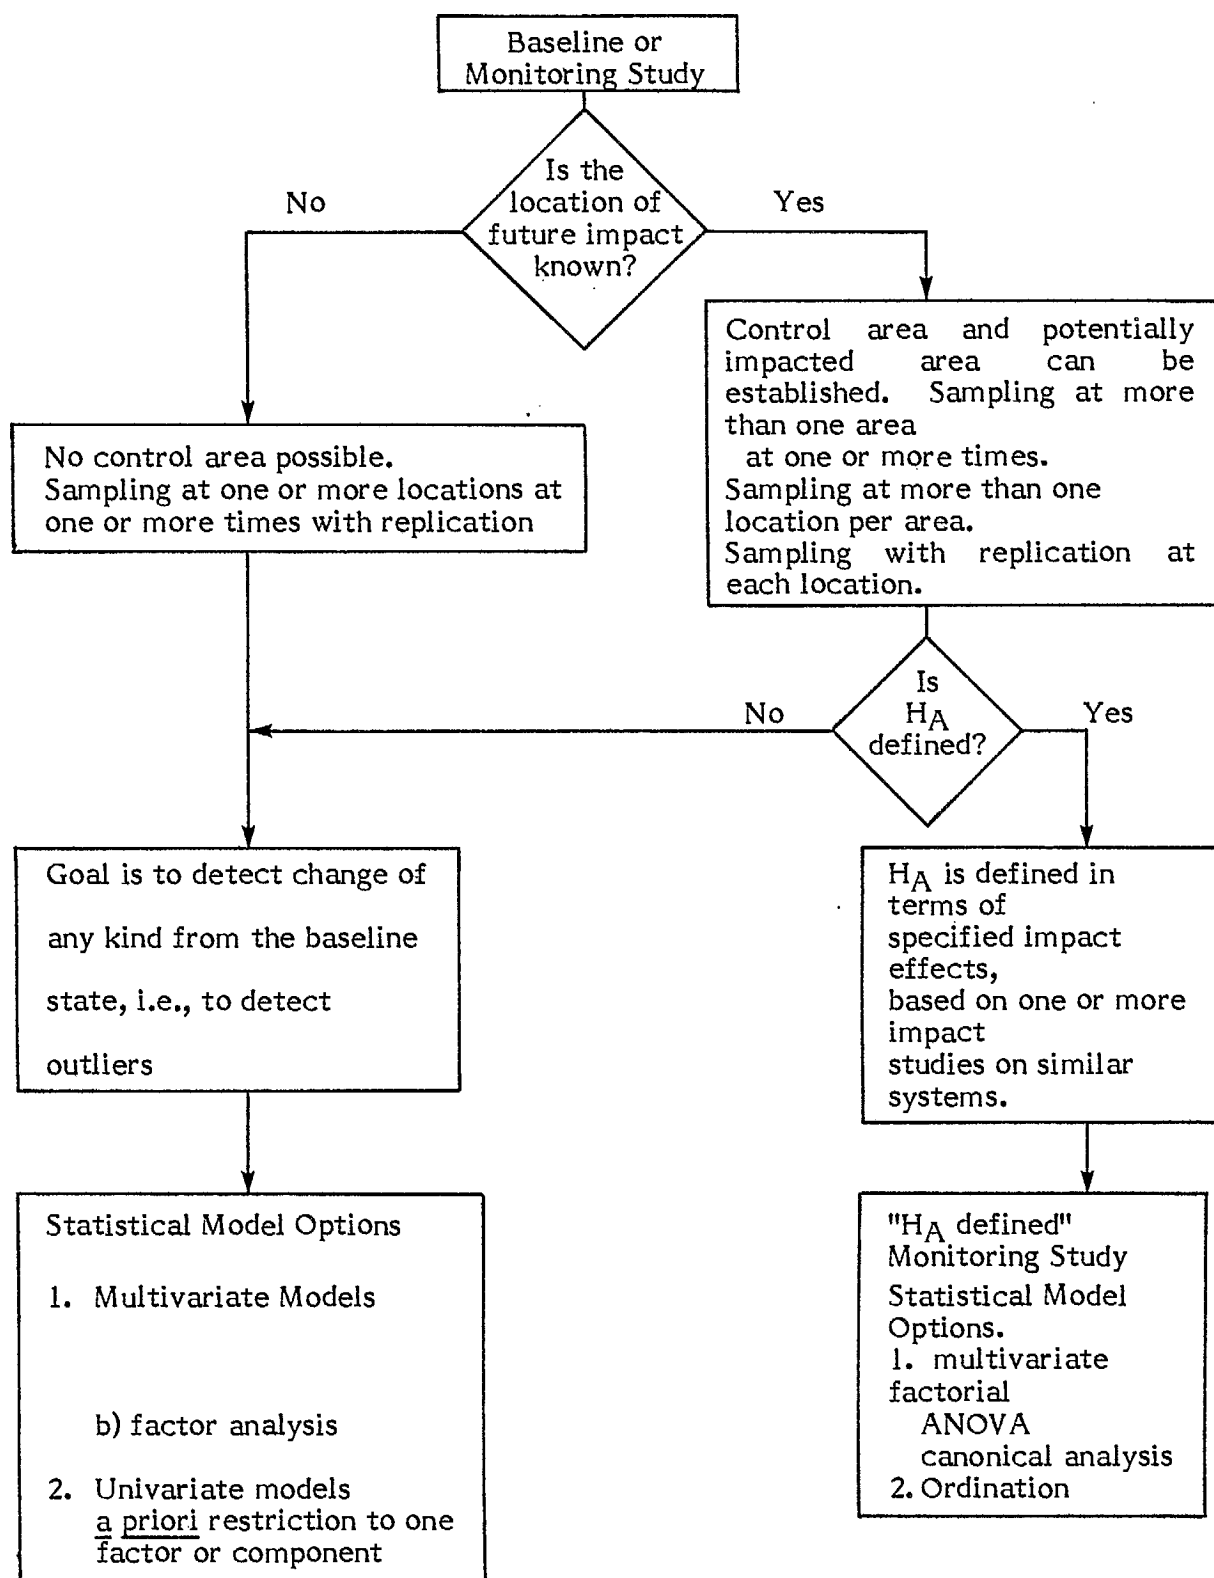 Baseline or
Monitoring Study
Is the
location of
future impact
known?
No
Yes
Control area and potentially
impacted area can be
established. Sampling at more
than one area
at one or more times.
Sampling at more than one
location per area.
Sampling with replication at
each location.
No control area possible.
Sampling at one or more locations at
one or more times with replication
Is
HA
defined?
No
Yes
Goal is to detect change of
any kind from the baseline
state, i.e., to detect
outliers
HA is defined in
terms of
specified impact
effects,
based on one or more
impact
studies on similar
systems.
Statistical Model Options
1. Multivariate Models
b) factor analysis
2. Univariate models
a priori restriction to one
factor or component
"HA defined"
Monitoring Study
Statistical Model
Options.
1. multivariate
factorial
ANOVA
canonical analysis
2. Ordination